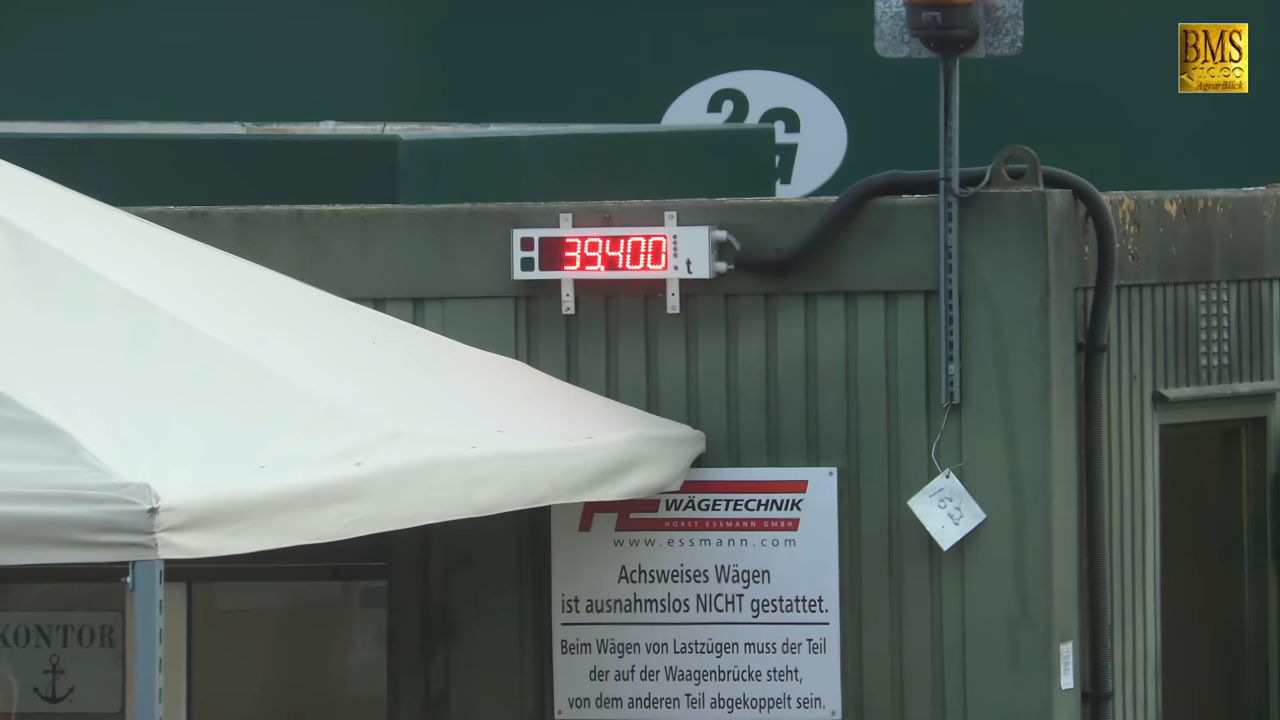 BMS
Video
AgrarBlick
2G
39.400
t
WÄGETECHNIK
HORST ESSMANN GMBH
www.essmann.com
Achsweises Wägen
ist ausnahmslos NICHT gestattet.
Beim Wägen von Lastzügen muss der Teil
der auf der Waagenbrücke steht,
von dem anderen Teil abgekoppelt sein.
KONTOR